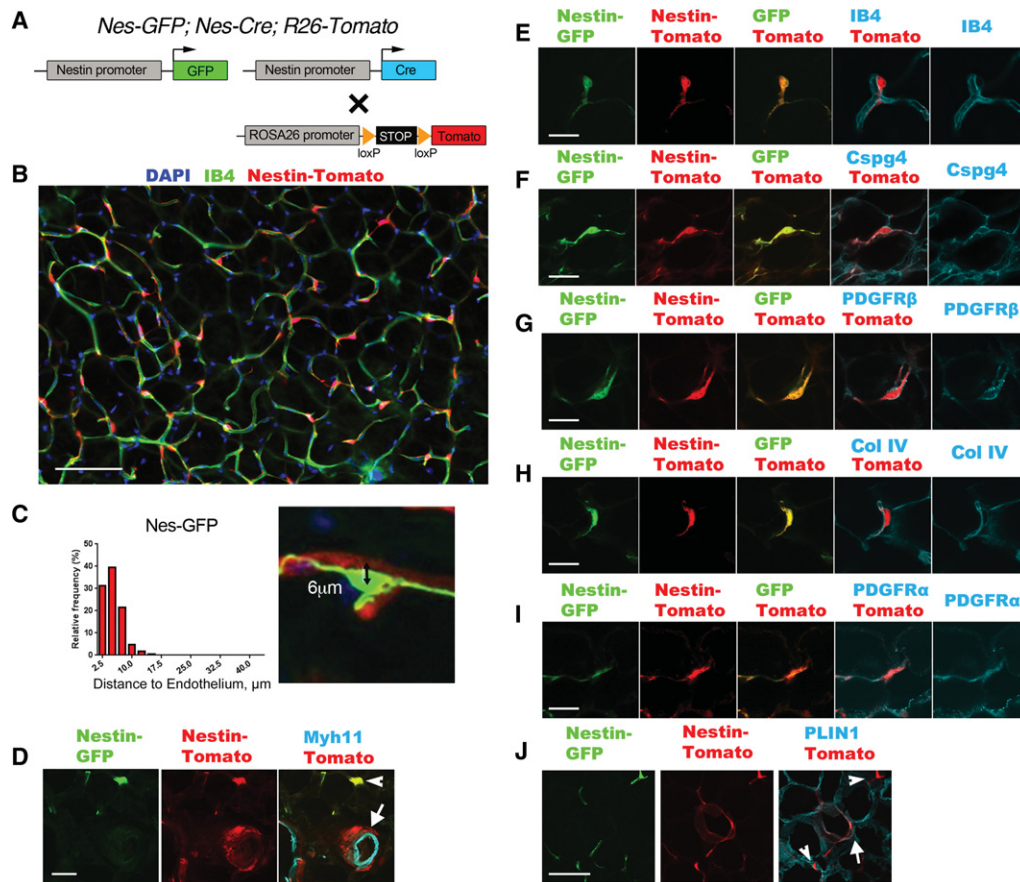 A
Nes-GFP; Nes-Cre; R26-Tomato
Nestin promoter GFP Nestin promoter Cre
ROSA26 promoter STOP Tomato
loxP loxP
B
DAPI IB4 Nestin-Tomato
C
Nes-GFP
Relative frequency (%)
50
40
30
20
10
0
2.5 10.0 17.5 25.0 32.5 40.0
Distance to Endothelium, μm
6μm
D
Nestin-GFP Nestin-Tomato Myh11 Tomato
E
Nestin-GFP Nestin-Tomato GFP Tomato IB4 Tomato IB4
F
Nestin-GFP Nestin-Tomato GFP Tomato Cspg4 Tomato Cspg4
G
Nestin-GFP Nestin-Tomato GFP Tomato PDGFRβ Tomato PDGFRβ
H
Nestin-GFP Nestin-Tomato GFP Tomato Col IV Tomato Col IV
I
Nestin-GFP Nestin-Tomato GFP Tomato PDGFRα Tomato PDGFRα
J
Nestin-GFP Nestin-Tomato PLIN1 Tomato